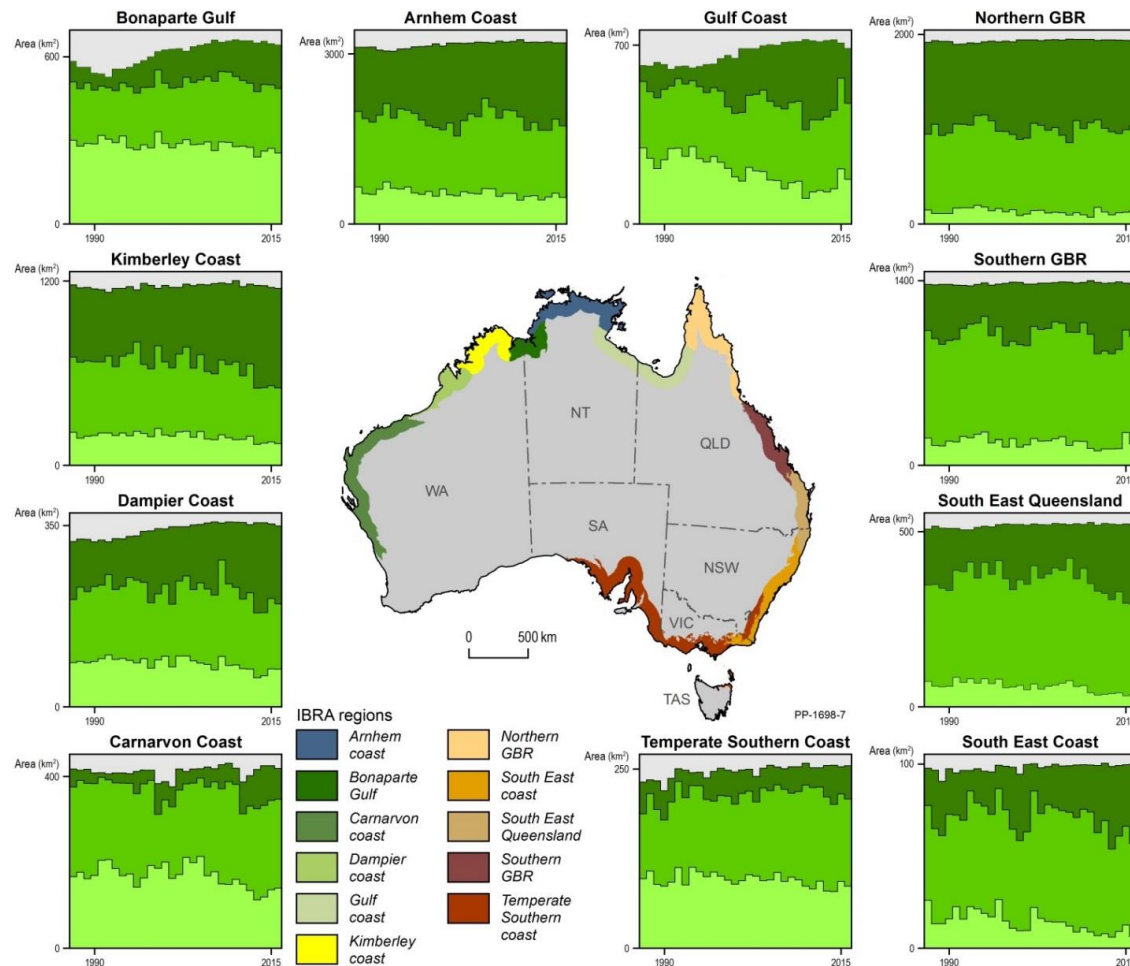 Bonaparte Gulf
Area (km²)
600
0
1990
2015
Arnhem Coast
Area (km²)
3000
0
1990
2015
Gulf Coast
Area (km²)
700
0
1990
2015
Northern GBR
Area (km²)
2000
0
1990
201
Kimberley Coast
Area (km²)
1200
0
1990
2015
Southern GBR
Area (km²)
1400
0
1990
201
Dampier Coast
Area (km²)
350
0
1990
2015
South East Queensland
Area (km²)
500
0
1990
201
Carnarvon Coast
Area (km²)
400
0
1990
2015
Temperate Southern Coast
Area (km²)
250
0
1990
2015
South East Coast
Area (km²)
100
0
1990
201
NT
QLD
WA
SA
NSW
VIC
TAS
0 500 km
PP-1698-7
IBRA regions
Arnhem
coast
Bonaparte
Gulf
Carnarvon
coast
Dampier
coast
Gulf
coast
Kimberley
coast
Northern
GBR
South East
coast
South East
Queensland
Southern
GBR
Temperate
Southern
coast